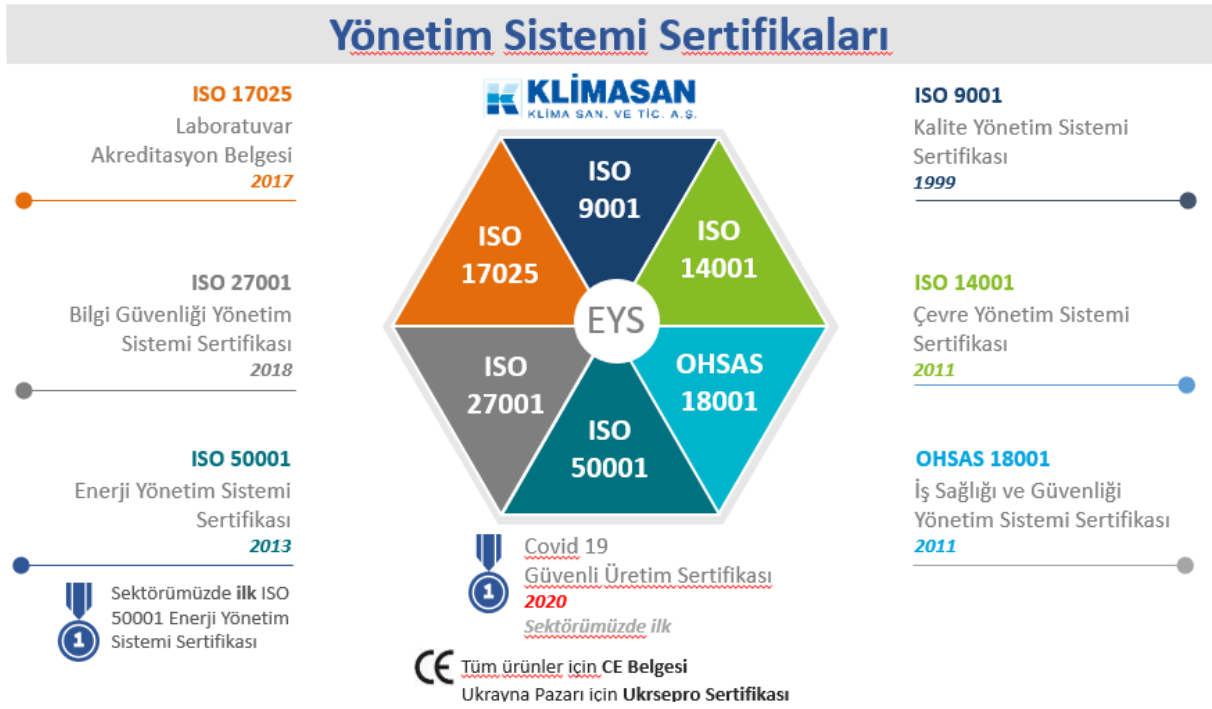 Yönetim Sistemi Sertifikaları
KLİMASAN
KLİMA SAN. VE TİC. A.Ş.
ISO 17025
Laboratuvar
Akreditasyon Belgesi
2017
ISO 27001
Bilgi Güvenliği Yönetim
Sistemi Sertifikası
2018
ISO 50001
Enerji Yönetim Sistemi
Sertifikası
2013
Sektörümüzde ilk ISO
50001 Enerji Yönetim
Sistemi Sertifikası
1
ISO
9001
ISO
14001
ISO
17025
EYS
ISO
27001
OHSAS
18001
ISO
50001
ISO 9001
Kalite Yönetim Sistemi
Sertifikası
1999
ISO 14001
Çevre Yönetim Sistemi
Sertifikası
2011
OHSAS 18001
İş Sağlığı ve Güvenliği
Yönetim Sistemi Sertifikası
2011
1
Covid 19
Güvenli Üretim Sertifikası
2020
Sektörümüzde ilk
CE Tüm ürünler için CE Belgesi
Ukrayna Pazarı için Ukrsepro Sertifikası